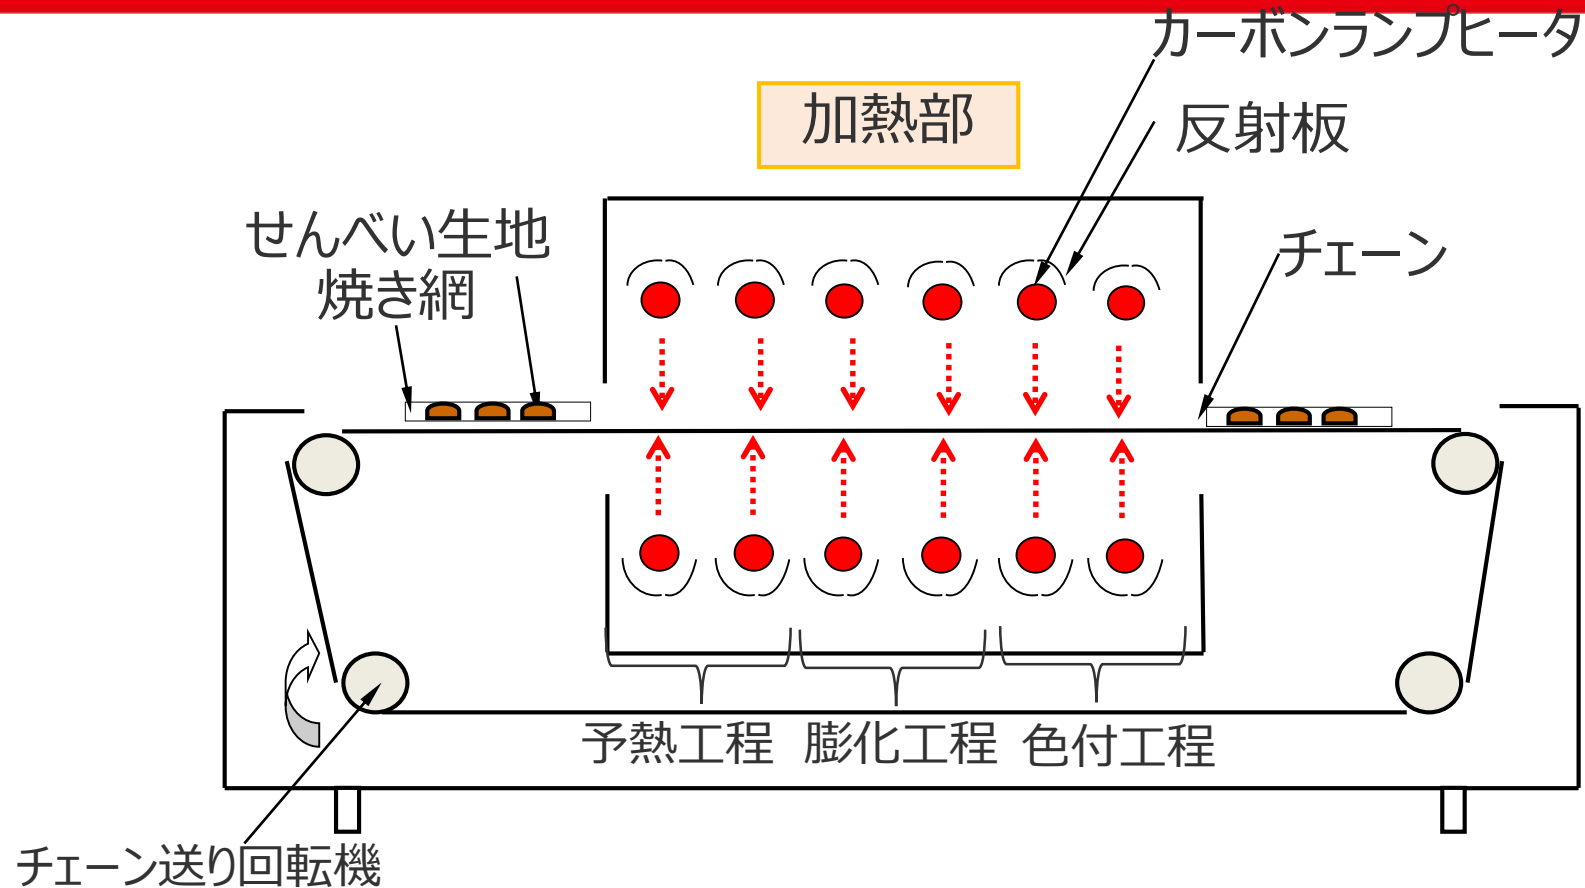 カーボンランプヒータ
加熱部
反射板
せんべい生地
焼き網
チェーン
予熱工程
膨化工程
色付工程
チェーン送り回転機